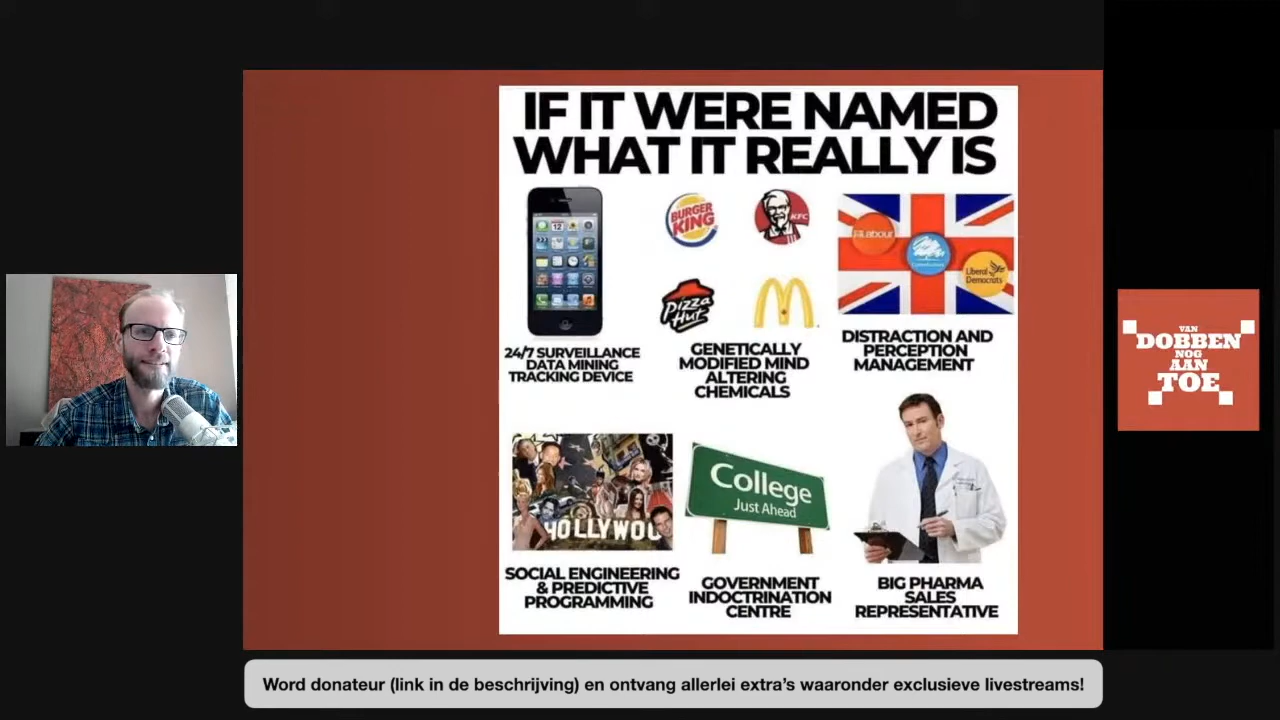 IF IT WERE NAMED
WHAT IT REALLY IS
BURGER
KING
KFC
Labour
Conservatives
Liberal
Democrats
Pizza
Hut
24/7 SURVEILLANCE
DATA MINING
TRACKING DEVICE
GENETICALLY
MODIFIED MIND
ALTERING
CHEMICALS
DISTRACTION AND
PERCEPTION
MANAGEMENT
HOLLYWOO
College
Just Ahead
SOCIAL ENGINEERING
& PREDICTIVE
PROGRAMMING
GOVERNMENT
INDOCTRINATION
CENTRE
BIG PHARMA
SALES
REPRESENTATIVE
VAN
DOBBEN
NOG
AAN
TOE
Word donateur (link in de beschrijving) en ontvang allerlei extra's waaronder exclusieve livestreams!